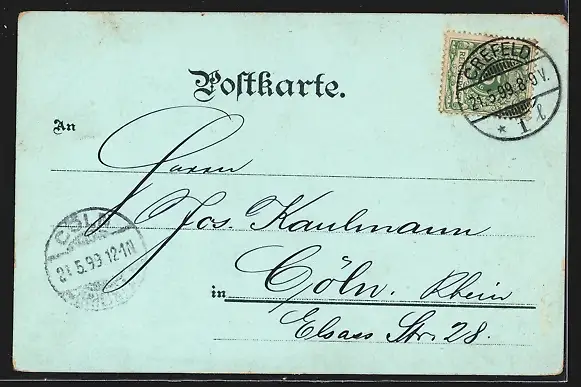 Postkarte.
CREFELD
21.5.99.8-9V.
* 1 l
An
Herrn
Jos. Kaulmann
CÖLN
21.5.99 12-1N
in Cöln. Rhein
Elsass Str. 28.